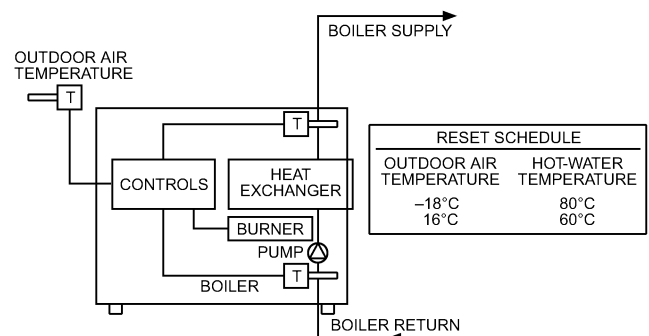 BOILER SUPPLY
OUTDOOR AIR
TEMPERATURE
T
T
RESET SCHEDULE
OUTDOOR AIR HOT-WATER
TEMPERATURE TEMPERATURE
–18°C 80°C
16°C 60°C
CONTROLS
HEAT
EXCHANGER
BURNER
PUMP
T
BOILER
BOILER RETURN